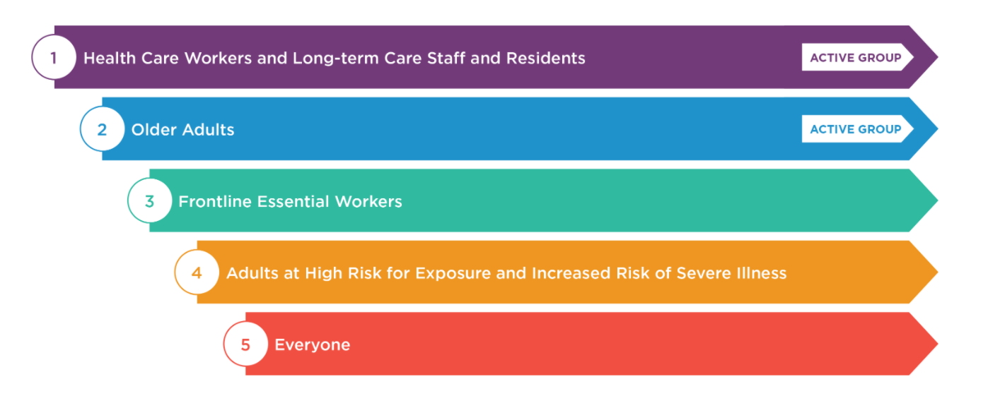 1 Health Care Workers and Long-term Care Staff and Residents ACTIVE GROUP
2 Older Adults ACTIVE GROUP
3 Frontline Essential Workers
4 Adults at High Risk for Exposure and Increased Risk of Severe Illness
5 Everyone